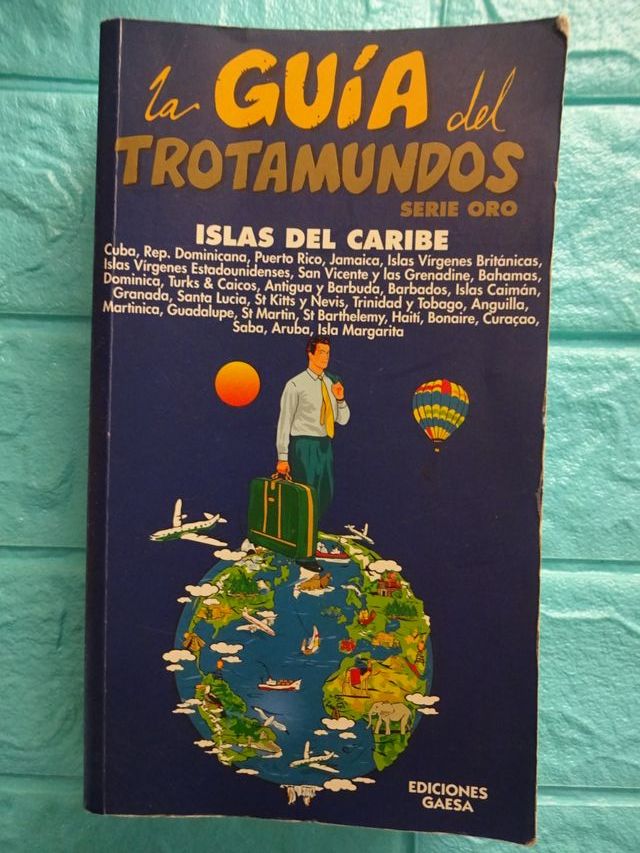 la GUÍA del
TROTAMUNDOS
SERIE ORO
ISLAS DEL CARIBE
Cuba, Rep. Dominicana, Puerto Rico, Jamaica, Islas Vírgenes Británicas,
Islas Vírgenes Estadounidenses, San Vicente y las Grenadine, Bahamas,
Dominica, Turks & Caicos, Antigua y Barbuda, Barbados, Islas Caimán,
Granada, Santa Lucia, St Kitts y Nevis, Trinidad y Tobago, Anguilla,
Martinica, Guadalupe, St Martin, St Barthelemy, Haití, Bonaire, Curaçao,
Saba, Aruba, Isla Margarita
EDICIONES
GAESA